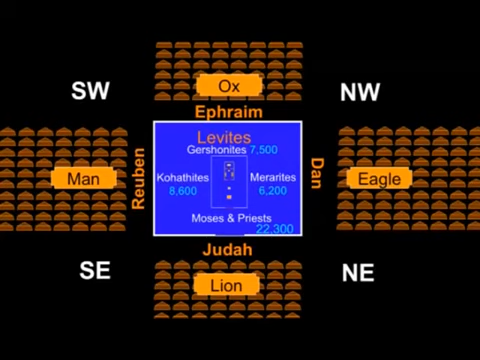 Ox
SW
NW
Ephraim
Levites
Gershonites 7,500
Reuben
Man
Kohathites
8,600
Merarites
6,200
Dan
Eagle
Moses & Priests
22,300
Judah
SE
NE
Lion